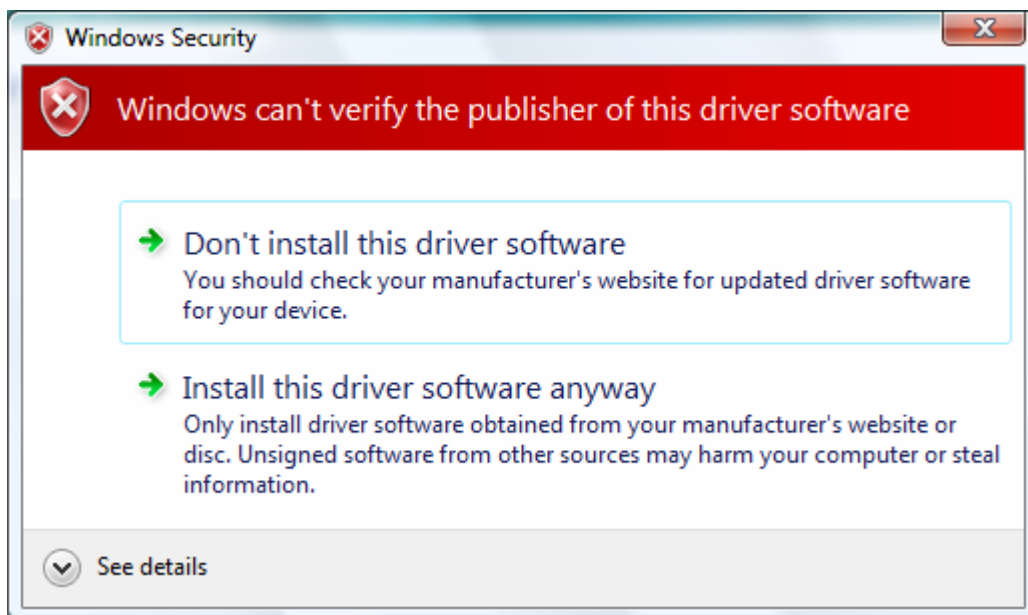 Windows Security
Windows can't verify the publisher of this driver software
Don't install this driver software
You should check your manufacturer's website for updated driver software
for your device.
Install this driver software anyway
Only install driver software obtained from your manufacturer's website or
disc. Unsigned software from other sources may harm your computer or steal
information.
See details